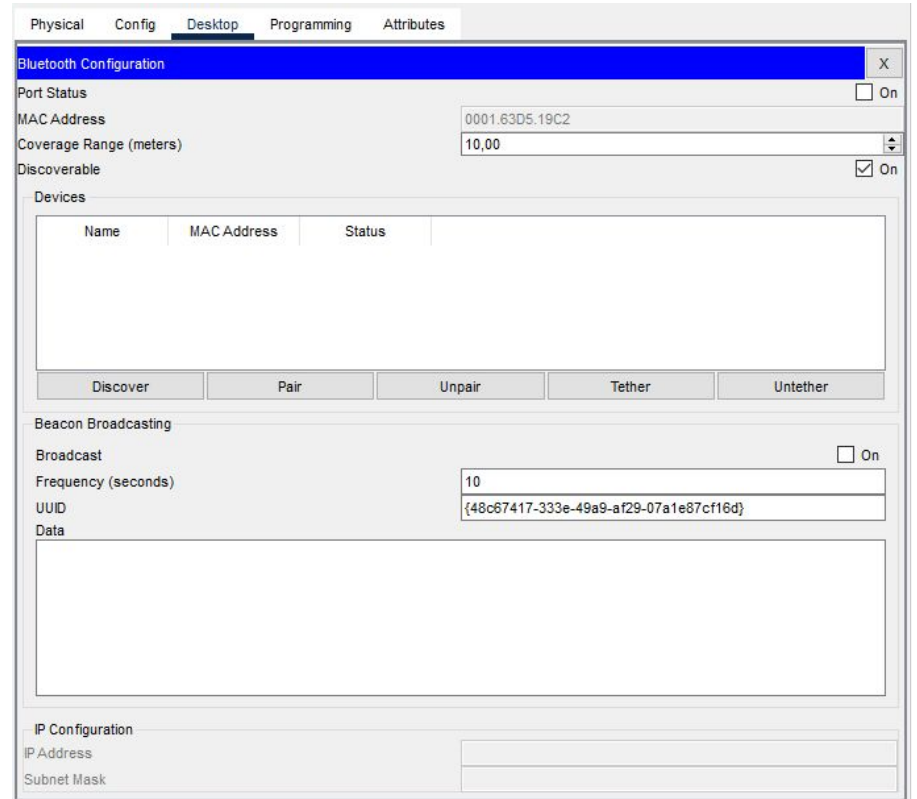 Physical Config Desktop Programming Attributes
Bluetooth Configuration X
Port Status On
MAC Address 0001.63D5.19C2
Coverage Range (meters) 10,00
Discoverable On
Devices
Name MAC Address Status
Discover Pair Unpair Tether Untether
Beacon Broadcasting
Broadcast On
Frequency (seconds) 10
UUID {48c67417-333e-49a9-af29-07a1e87cf16d}
Data
IP Configuration
IP Address
Subnet Mask